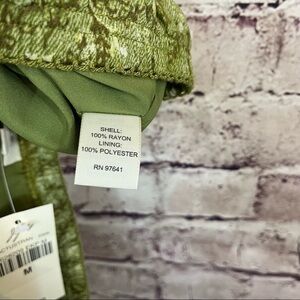 SHELL:
100% RAYON
LINING:
100% POLYESTER
RN 97641
M